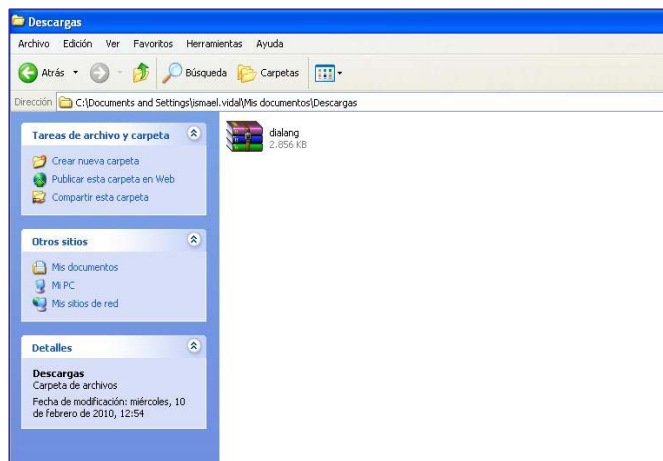 Descargas
Archivo Edición Ver Favoritos Herramientas Ayuda
Atrás Búsqueda Carpetas
Dirección C:\Documents and Settings\ismael.vidal\Mis documentos\Descargas
Tareas de archivo y carpeta
Crear nueva carpeta
Publicar esta carpeta en Web
Compartir esta carpeta
Otros sitios
Mis documentos
Mi PC
Mis sitios de red
Detalles
Descargas
Carpeta de archivos
Fecha de modificación: miércoles, 10
de febrero de 2010, 12:54
dialang
2.856 KB